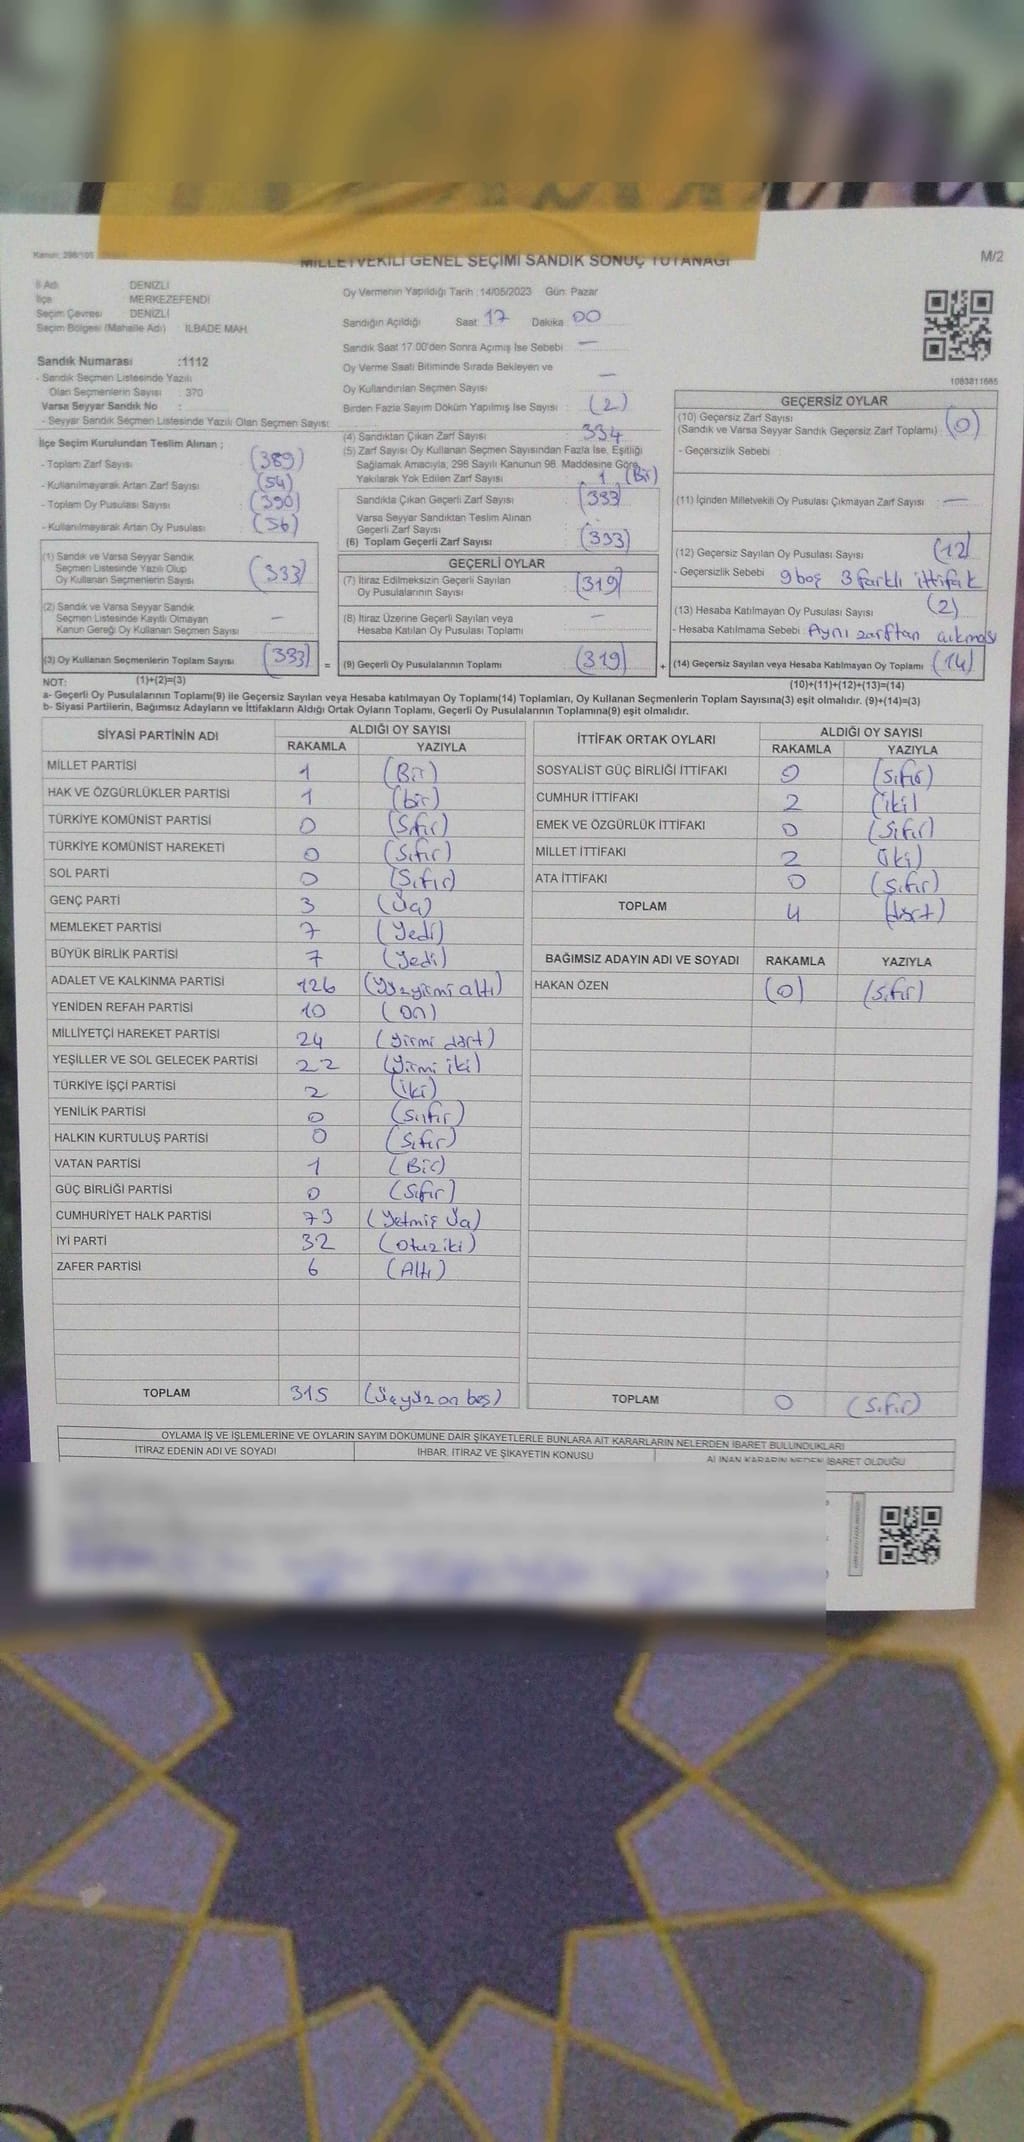 MİLLETVEKİLİ GENEL SEÇİMİ SANDIK SONUÇ TUTANAĞI
M/2
İl Adı DENİZLİ
İlçe MERKEZEFENDİ
Seçim Çevresi DENİZLİ
Seçim Bölgesi (Mahalle Adı) : İLBADE MAH.
Sandık Numarası :1112
- Sandık Seçmen Listesinde Yazılı
Olan Seçmenlerin Sayısı : 370
Varsa Seyyar Sandık No :
- Seyyar Sandık Seçmen Listesinde Yazılı Olan Seçmen Sayısı:
Oy Vermenin Yapıldığı Tarih :14/05/2023 Gün: Pazar
Sandığın Açıldığı Saat: 17 Dakika: 00
Sandık Saat 17.00'den Sonra Açımış İse Sebebi : —
Oy Verme Saati Bitiminde Sırada Bekleyen ve
Oy Kullandırılan Seçmen Sayısı : —
Birden Fazla Sayım Döküm Yapılmış İse Sayısı : (2)
1083811665
İlçe Seçim Kurulundan Teslim Alınan ;
- Toplam Zarf Sayısı : (389)
- Kullanılmayarak Artan Zarf Sayısı : (54)
- Toplam Oy Pusulası Sayısı : (390)
- Kullanılmayarak Artan Oy Pusulası : (56)
(1) Sandık ve Varsa Seyyar Sandık
Seçmen Listesinde Yazılı Olup
Oy Kullanan Seçmenlerin Sayısı : (333)
(2) Sandık ve Varsa Seyyar Sandık
Seçmen Listesinde Kayıtlı Olmayan
Kanun Gereği Oy Kullanan Seçmen Sayısı : —
(3) Oy Kullanan Seçmenlerin Toplam Sayısı (333) =
(4) Sandıktan Çıkan Zarf Sayısı : 334
(5) Zarf Sayısı Oy Kullanan Seçmen Sayısından Fazla İse, Eşitliği
Sağlamak Amacıyla, 298 Sayılı Kanunun 98. Maddesine Göre
Yakılarak Yok Edilen Zarf Sayısı : 1 (Bir)
Sandıkla Çıkan Geçerli Zarf Sayısı : (333)
Varsa Seyyar Sandıktan Teslim Alınan
Geçerli Zarf Sayısı : —
(6) Toplam Geçerli Zarf Sayısı : (333)
GEÇERLİ OYLAR
(7) İtiraz Edilmeksizin Geçerli Sayılan
Oy Pusulalarının Sayısı : (319)
(8) İtiraz Üzerine Geçerli Sayılan veya
Hesaba Katılan Oy Pusulası Toplamı : —
(9) Geçerli Oy Pusulalarının Toplamı (319) +
GEÇERSİZ OYLAR
(10) Geçersiz Zarf Sayısı
(Sandık ve Varsa Seyyar Sandık Geçersiz Zarf Toplamı) : (0)
- Geçersizlik Sebebi :
(11) İçinden Milletvekili Oy Pusulası Çıkmayan Zarf Sayısı : —
(12) Geçersiz Sayılan Oy Pusulası Sayısı : (12)
- Geçersizlik Sebebi : 9 boş 3 farklı ittifak
(13) Hesaba Katılmayan Oy Pusulası Sayısı : (2)
- Hesaba Katılmama Sebebi : Aynı zarftan çıkması
(14) Geçersiz Sayılan veya Hesaba Katılmayan Oy Toplamı (14)
NOT: (1)+(2)=(3) (10)+(11)+(12)+(13)=(14)
a- Geçerli Oy Pusulalarının Toplamı(9) ile Geçersiz Sayılan veya Hesaba katılmayan Oy Toplamı(14) Toplamları, Oy Kullanan Seçmenlerin Toplam Sayısına(3) eşit olmalıdır. (9)+(14)=(3)
b- Siyasi Partilerin, Bağımsız Adayların ve İttifakların Aldığı Ortak Oyların Toplamı, Geçerli Oy Pusulalarının Toplamına(9) eşit olmalıdır.
SİYASİ PARTİNİN ADI ALDIĞI OY SAYISI
RAKAMLA YAZIYLA
MİLLET PARTİSİ 1 (Bir)
HAK VE ÖZGÜRLÜKLER PARTİSİ 1 (bir)
TÜRKİYE KOMÜNİST PARTİSİ 0 (Sıfır)
TÜRKİYE KOMÜNİST HAREKETİ 0 (Sıfır)
SOL PARTİ 0 (Sıfır)
GENÇ PARTİ 3 (Üç)
MEMLEKET PARTİSİ 7 (Yedi)
BÜYÜK BİRLİK PARTİSİ 7 (Yedi)
ADALET VE KALKINMA PARTİSİ 126 (Yüzyirmi altı)
YENİDEN REFAH PARTİSİ 10 (On)
MİLLİYETÇİ HAREKET PARTİSİ 24 (Yirmi dört)
YEŞİLLER VE SOL GELECEK PARTİSİ 22 (Yirmi iki)
TÜRKİYE İŞÇİ PARTİSİ 2 (İki)
YENİLİK PARTİSİ 0 (Sıfır)
HALKIN KURTULUŞ PARTİSİ 0 (Sıfır)
VATAN PARTİSİ 1 (Bir)
GÜÇ BİRLİĞİ PARTİSİ 0 (Sıfır)
CUMHURİYET HALK PARTİSİ 73 (Yetmiş üç)
İYİ PARTİ 32 (Otuziki)
ZAFER PARTİSİ 6 (Altı)
TOPLAM 315 (Üçyüz on beş)
İTTİFAK ORTAK OYLARI ALDIĞI OY SAYISI
RAKAMLA YAZIYLA
SOSYALİST GÜÇ BİRLİĞİ İTTİFAKI 0 (Sıfır)
CUMHUR İTTİFAKI 2 (iki)
EMEK VE ÖZGÜRLÜK İTTİFAKI 0 (Sıfır)
MİLLET İTTİFAKI 2 (iki)
ATA İTTİFAKI 0 (Sıfır)
TOPLAM 4 (dört)
BAĞIMSIZ ADAYIN ADI VE SOYADI RAKAMLA YAZIYLA
HAKAN ÖZEN (0) (Sıfır)
TOPLAM 0 (Sıfır)
OYLAMA İŞ VE İŞLEMLERİNE VE OYLARIN SAYIM DÖKÜMÜNE DAİR ŞİKAYETLERLE BUNLARA AİT KARARLARIN NELERDEN İBARET BULUNDUKLARI
İTİRAZ EDENİN ADI VE SOYADI İHBAR, İTİRAZ VE ŞİKAYETİN KONUSU ALINAN KARARIN NEDEN İBARET OLDUĞU